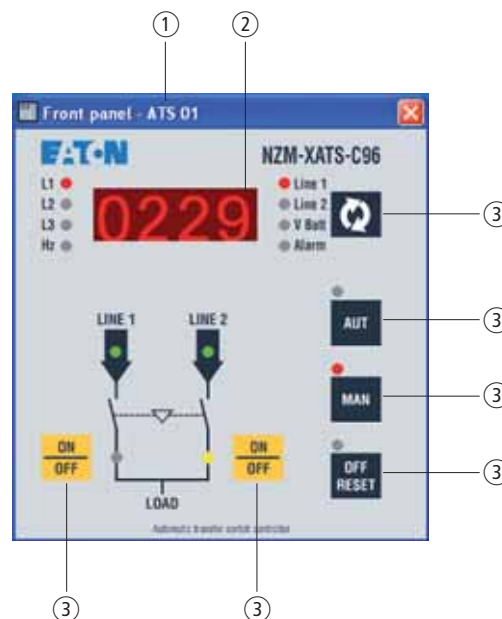 ① ②
Front panel - ATS 01
EATON NZM-XATS-C96
L1 Line 1
L2 0229 Line 2
L3 V Batt
Hz Alarm
③
LINE 1 LINE 2
AUT
③
MAN
③
ON OFF
ON OFF
OFF RESET
③
LOAD
Automatic transfer switch controller
③ ③